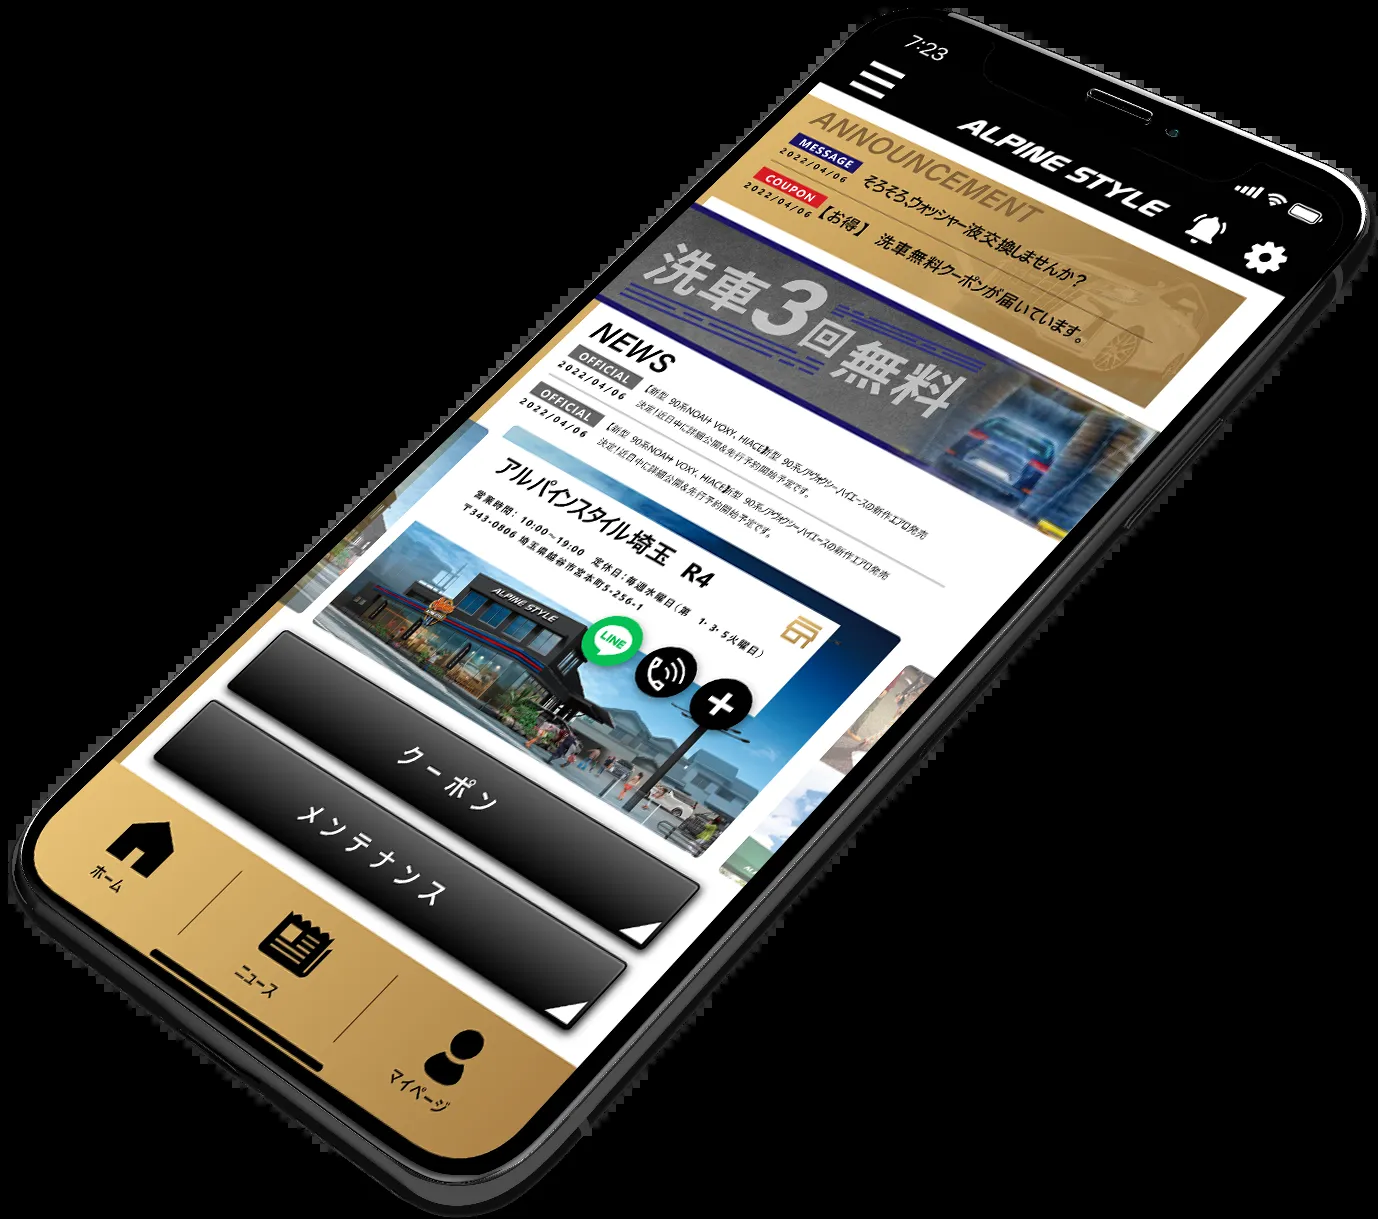 7:23
ALPINE STYLE
ANNOUNCEMENT
MESSAGE
2022/04/06
そろそろ、ウォッシャー液交換しませんか？
COUPON
2022/04/06
【お得】 洗車無料クーポンが届いています。
洗車3回無料
NEWS
OFFICIAL
2022/04/06
【新型 90系NOAH VOXY、HIACE】新型 90系ノアヴォクシーハイエースの新作エアロ発売
決定！近日中に詳細公開&先行予約開始予定です。
OFFICIAL
2022/04/06
【新型 90系NOAH VOXY、HIACE】新型 90系ノアヴォクシーハイエースの新作エアロ発売
決定！近日中に詳細公開&先行予約開始予定です。
アルパインスタイル埼玉 R4
営業時間：10:00〜19:00 定休日：毎週水曜日（第 1・3・5火曜日）
〒343-0806 埼玉県越谷市宮本町5-256-1
ALPINE STYLE
LINE
クーポン
メンテナンス
ホーム
ニュース
マイページ